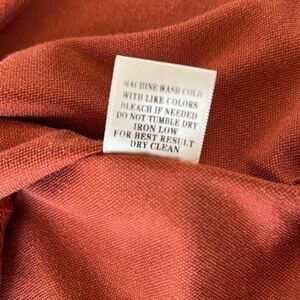 MACHINE WASH COLD
WITH LIKE COLORS
BLEACH IF NEEDED
DO NOT TUMBLE DRY
IRON LOW
FOR BEST RESULT
DRY CLEAN